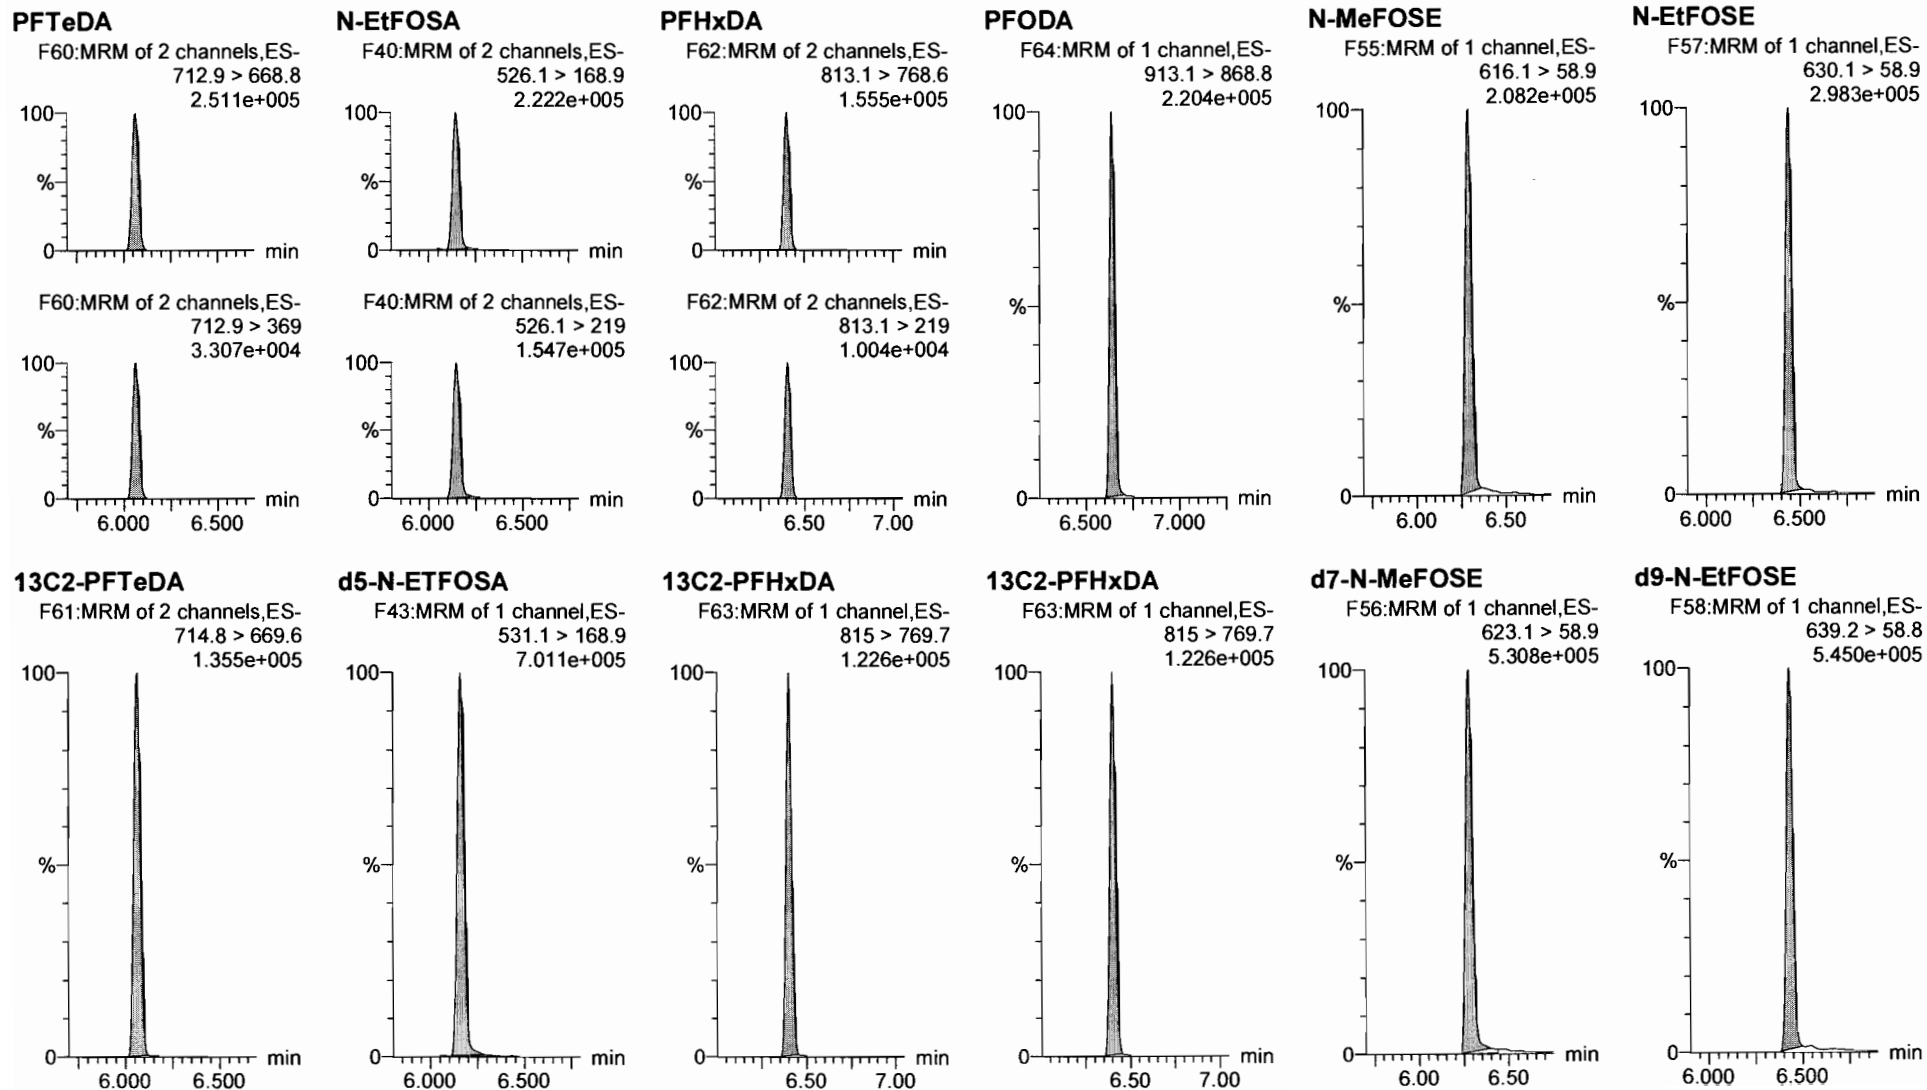 PFTeDA
F60:MRM of 2 channels,ES-
712.9 > 668.8
2.511e+005
100
%
0
min
F60:MRM of 2 channels,ES-
712.9 > 369
3.307e+004
100
%
0
min
6.000 6.500
N-EtFOSA
F40:MRM of 2 channels,ES-
526.1 > 168.9
2.222e+005
100
%
0
min
F40:MRM of 2 channels,ES-
526.1 > 219
1.547e+005
100
%
0
min
6.000 6.500
PFHxDA
F62:MRM of 2 channels,ES-
813.1 > 768.6
1.555e+005
100
%
0
min
F62:MRM of 2 channels,ES-
813.1 > 219
1.004e+004
100
%
0
min
6.50 7.00
PFODA
F64:MRM of 1 channel,ES-
913.1 > 868.8
2.204e+005
100
%
0
min
6.500 7.000
N-MeFOSE
F55:MRM of 1 channel,ES-
616.1 > 58.9
2.082e+005
100
%
0
min
6.00 6.50
N-EtFOSE
F57:MRM of 1 channel,ES-
630.1 > 58.9
2.983e+005
100
%
0
min
6.000 6.500
13C2-PFTeDA
F61:MRM of 2 channels,ES-
714.8 > 669.6
1.355e+005
100
%
0
min
6.000 6.500
d5-N-ETFOSA
F43:MRM of 1 channel,ES-
531.1 > 168.9
7.011e+005
100
%
0
min
6.000 6.500
13C2-PFHxDA
F63:MRM of 1 channel,ES-
815 > 769.7
1.226e+005
100
%
0
min
6.50 7.00
13C2-PFHxDA
F63:MRM of 1 channel,ES-
815 > 769.7
1.226e+005
100
%
0
min
6.50 7.00
d7-N-MeFOSE
F56:MRM of 1 channel,ES-
623.1 > 58.9
5.308e+005
100
%
0
min
6.00 6.50
d9-N-EtFOSE
F58:MRM of 1 channel,ES-
639.2 > 58.8
5.450e+005
100
%
0
min
6.000 6.500